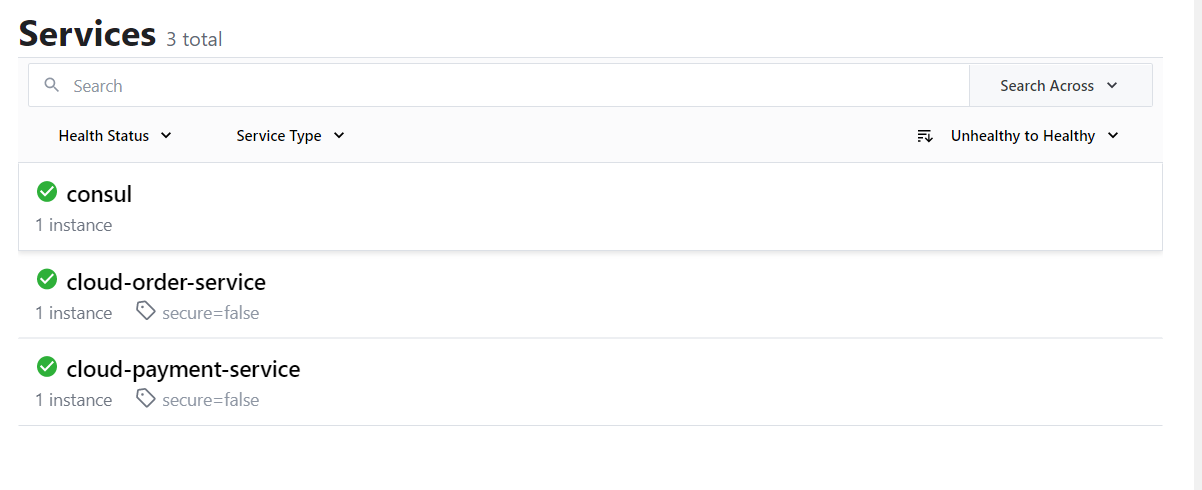 Services 3 total
Search Search Across
Health Status Service Type Unhealthy to Healthy
consul
1 instance
cloud-order-service
1 instance secure=false
cloud-payment-service
1 instance secure=false